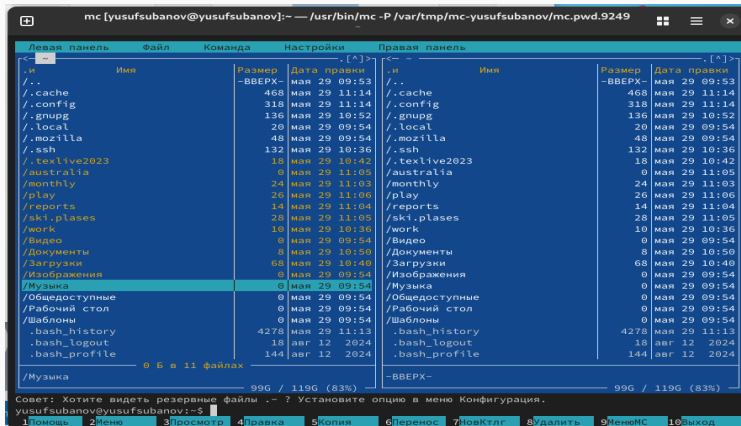 mc [yusufsubanov@yusufsubanov]:~ — /usr/bin/mc -P /var/tmp/mc-yusufsubanov/mc.pwd.9249
Левая панель Файл Команда Настройки Правая панель
<— ~ .[^]> <— ~ .[^]>
.и Имя Размер Дата правки .и Имя Размер Дата правки
/.. -ВВЕРХ- мая 29 09:53 /.. -ВВЕРХ- мая 29 09:53
/.cache 468 мая 29 11:14 /.cache 468 мая 29 11:14
/.config 318 мая 29 11:14 /.config 318 мая 29 11:14
/.gnupg 136 мая 29 10:52 /.gnupg 136 мая 29 10:52
/.local 20 мая 29 09:54 /.local 20 мая 29 09:54
/.mozilla 48 мая 29 09:54 /.mozilla 48 мая 29 09:54
/.ssh 132 мая 29 10:36 /.ssh 132 мая 29 10:36
/.texlive2023 18 мая 29 10:42 /.texlive2023 18 мая 29 10:42
/australia 0 мая 29 11:05 /australia 0 мая 29 11:05
/monthly 24 мая 29 11:03 /monthly 24 мая 29 11:03
/play 26 мая 29 11:06 /play 26 мая 29 11:06
/reports 14 мая 29 11:04 /reports 14 мая 29 11:04
/ski.plases 28 мая 29 11:05 /ski.plases 28 мая 29 11:05
/work 10 мая 29 10:36 /work 10 мая 29 10:36
/Видео 0 мая 29 09:54 /Видео 0 мая 29 09:54
/Документы 8 мая 29 10:50 /Документы 8 мая 29 10:50
/Загрузки 68 мая 29 10:40 /Загрузки 68 мая 29 10:40
/Изображения 0 мая 29 09:54 /Изображения 0 мая 29 09:54
/Музыка 0 мая 29 09:54 /Музыка 0 мая 29 09:54
/Общедоступные 0 мая 29 09:54 /Общедоступные 0 мая 29 09:54
/Рабочий стол 0 мая 29 09:54 /Рабочий стол 0 мая 29 09:54
/Шаблоны 0 мая 29 09:54 /Шаблоны 0 мая 29 09:54
.bash_history 4278 мая 29 11:13 .bash_history 4278 мая 29 11:13
.bash_logout 18 авг 12 2024 .bash_logout 18 авг 12 2024
.bash_profile 144 авг 12 2024 .bash_profile 144 авг 12 2024
0 Б в 11 файлах
/Музыка -ВВЕРХ-
99G / 119G (83%) 99G / 119G (83%)
Совет: Хотите видеть резервные файлы .~ ? Установите опцию в меню Конфигурация.
yusufsubanov@yusufsubanov:~$
1Помощь 2Меню 3Просмотр 4Правка 5Копия 6Перенос 7НовКтлг 8Удалить 9МенюMC 10Выход